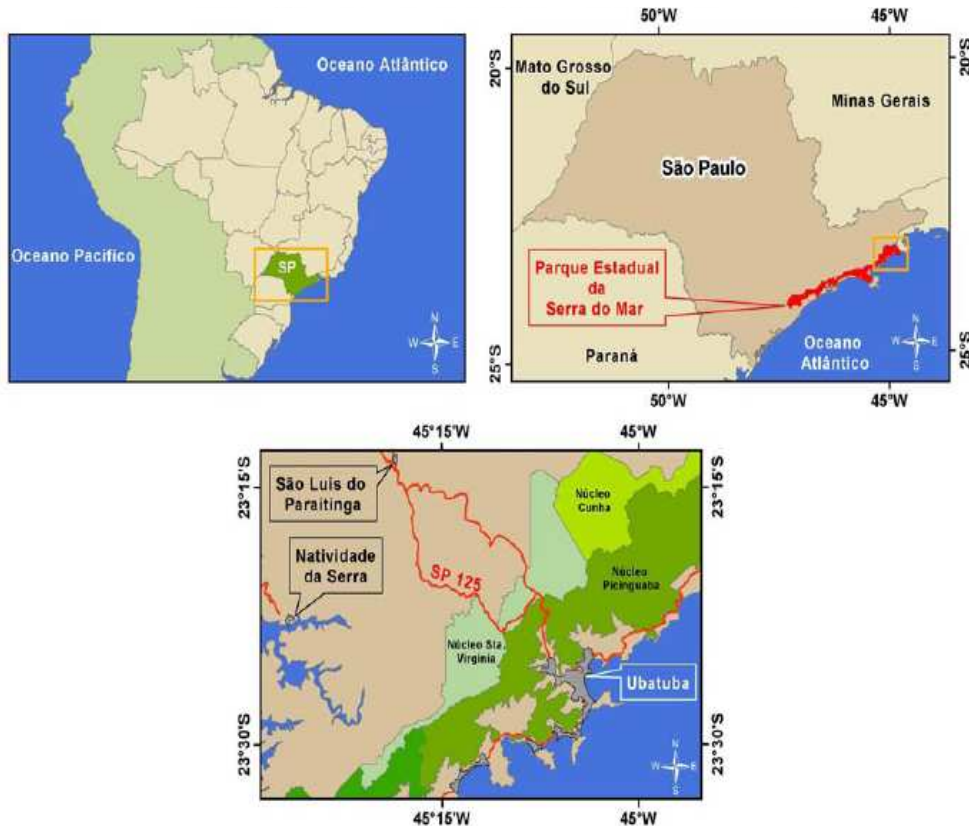 Oceano Atlântico
Oceano Pacífico
SP
N
W
E
S
50°W
45°W
20°S
20°S
Mato Grosso
do Sul
Minas Gerais
São Paulo
Parque Estadual
da
Serra do Mar
Paraná
Oceano
Atlântico
N
W
E
S
25°S
25°S
50°W
45°W
45°15'W
45°W
23°15'S
23°15'S
São Luis do
Paraitinga
Núcleo
Cunha
Natividade
da Serra
SP 125
Núcleo
Picinguaba
Núcleo Sta.
Virginia
Ubatuba
23°30'S
23°30'S
N
W
E
S
45°15'W
45°W